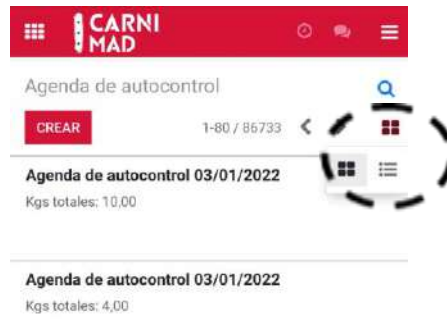 CARNI
MAD
Agenda de autocontrol
CREAR 1-80 / 86733
Agenda de autocontrol 03/01/2022
Kgs totales: 10,00
Agenda de autocontrol 03/01/2022
Kgs totales: 4,00